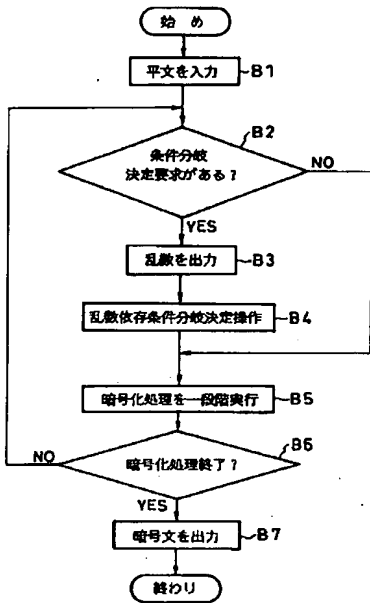 始め
平文を入力
B1
B2
条件分岐
決定要求がある?
NO
YES
乱数を出力
B3
乱数依存条件分岐決定操作
B4
暗号化処理を一段階実行
B5
B6
NO
暗号化処理終了?
YES
暗号文を出力
B7
終わり